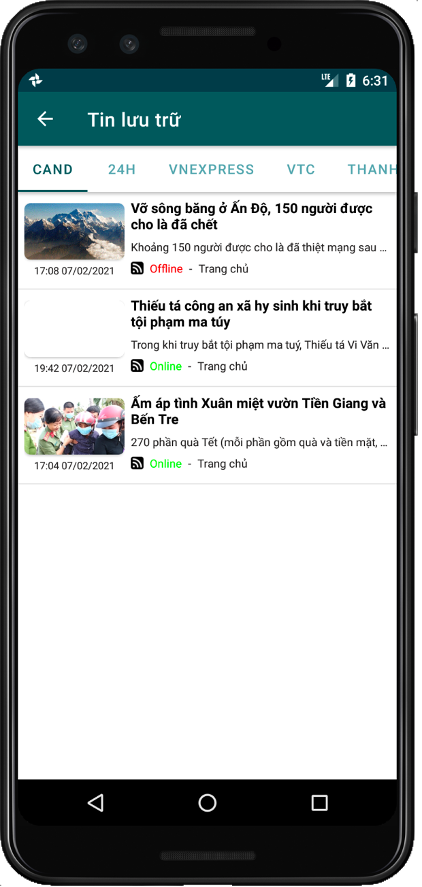 LTE 6:31
Tin lưu trữ
CAND 24H VNEXPRESS VTC THANH
Vỡ sông băng ở Ấn Độ, 150 người được
cho là đã chết
Khoảng 150 người được cho là đã thiệt mạng sau ...
17:08 07/02/2021 Offline - Trang chủ
Thiếu tá công an xã hy sinh khi truy bắt
tội phạm ma túy
Trong khi truy bắt tội phạm ma tuý, Thiếu tá Vi Văn ...
19:42 07/02/2021 Online - Trang chủ
Ấm áp tình Xuân miệt vườn Tiền Giang và
Bến Tre
270 phần quà Tết (mỗi phần gồm quà và tiền mặt, ...
17:04 07/02/2021 Online - Trang chủ